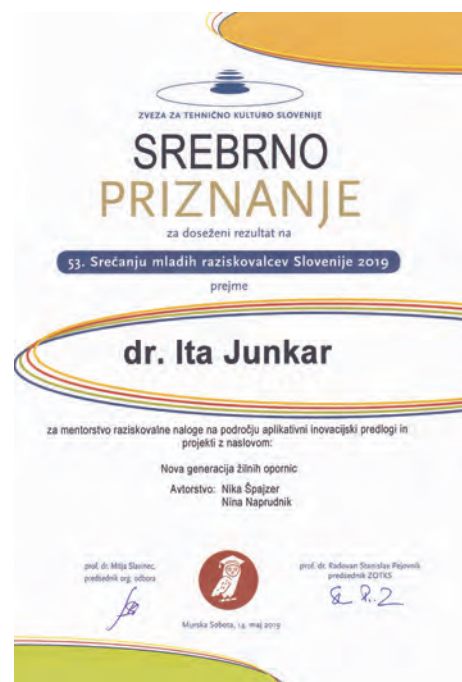 ZVEZA ZA TEHNIČNO KULTURO SLOVENIJE
SREBRNO
PRIZNANJE
za doseženi rezultat na
53. Srečanju mladih raziskovalcev Slovenije 2019
prejme
dr. Ita Junkar
za mentorstvo raziskovalne naloge na področju aplikativni inovacijski predlogi in
projekti z naslovom:
Nova generacija žilnih opornic
Avtorstvo: Nika Špajzer
Nina Naprudnik
prof. dr. Mitja Slavinec,
predsednik org. odbora
prof. dr. Radovan Stanislav Pejovnik
predsednik ZOTKS
Murska Sobota, 14. maj 2019